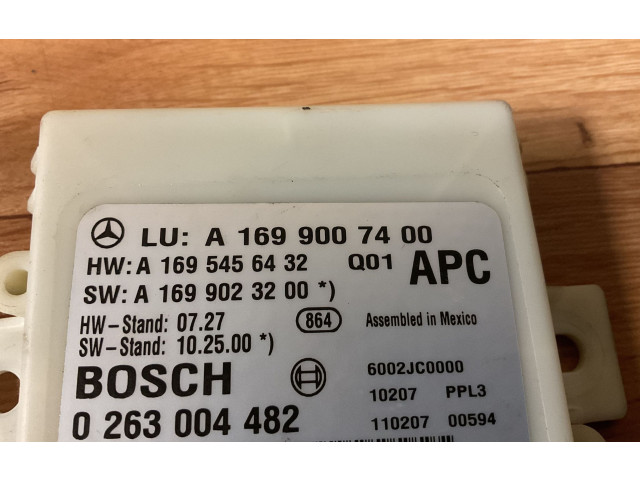 LU: A 169 900 74 00
HW: A 169 545 64 32 Q01 APC
SW: A 169 902 32 00 *)
HW-Stand: 07.27 864 Assembled in Mexico
SW-Stand: 10.25.00 *)
BOSCH 6002JC0000
10207 PPL3
0 263 004 482 110207 00594